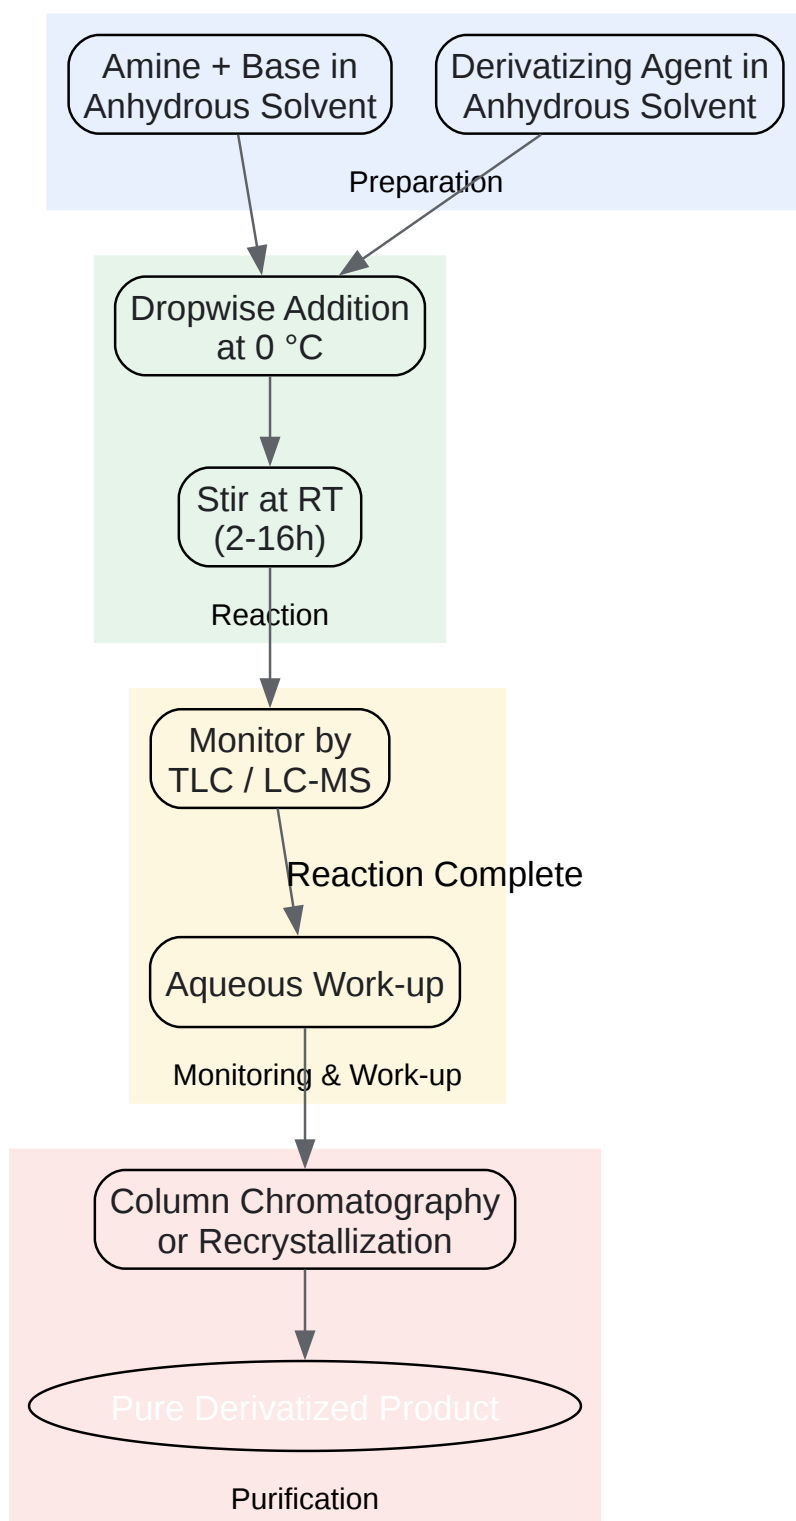 Amine + Base in
Anhydrous Solvent
Derivatizing Agent in
Anhydrous Solvent
Preparation
Dropwise Addition
at 0 °C
Stir at RT
(2-16h)
Reaction
Monitor by
TLC / LC-MS
Reaction Complete
Aqueous Work-up
Monitoring & Work-up
Column Chromatography
or Recrystallization
Pure Derivatized Product
Purification